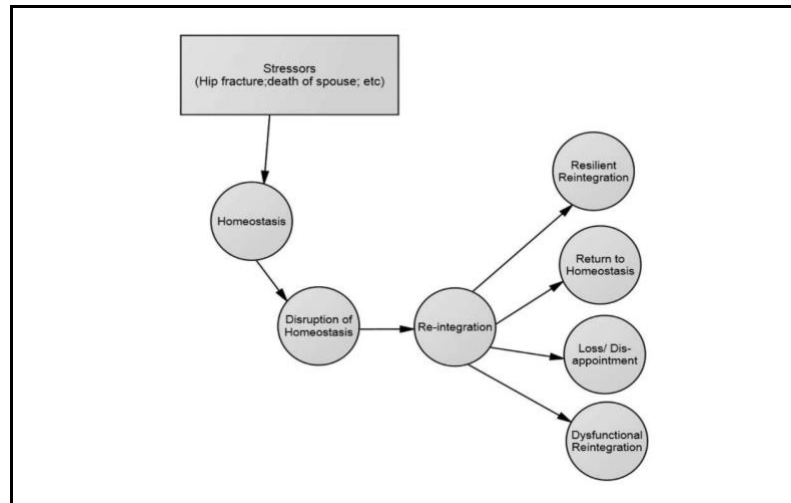 Stressors
(Hip fracture;death of spouse; etc)
Homeostasis
Disruption of
Homeostasis
Re-integration
Resilient
Reintegration
Return to
Homeostasis
Loss/ Dis-
appointment
Dysfunctional
Reintegration